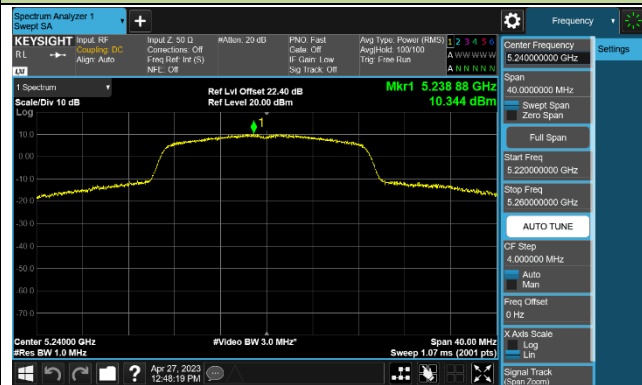 Spectrum Analyzer 1
Swept SA
Frequency
KEYSIGHT
RL
LXI
Input: RF
Coupling: DC
Align: Auto
Input Z: 50 Ω
Corrections: Off
Freq Ref: Int (S)
NFE: Off
#Atten: 20 dB
PNO: Fast
Gate: Off
IF Gain: Low
Sig Track: Off
Avg Type: Power (RMS)
Avg|Hold: 100/100
Trig: Free Run
1 2 3 4 5 6
A W W W W W
A N N N N N
1 Spectrum
Scale/Div 10 dB
Log
Ref Lvl Offset 22.40 dB
Ref Level 20.00 dBm
Mkr1 5.238 88 GHz
10.344 dBm
1
10.0
0.00
-10.0
-20.0
-30.0
-40.0
-50.0
-60.0
-70.0
Center 5.24000 GHz
#Res BW 1.0 MHz
#Video BW 3.0 MHz*
Span 40.00 MHz
Sweep 1.07 ms (2001 pts)
Center Frequency
5.240000000 GHz
Settings
Span
40.0000000 MHz
Swept Span
Zero Span
Full Span
Start Freq
5.220000000 GHz
Stop Freq
5.260000000 GHz
AUTO TUNE
CF Step
4.000000 MHz
Auto
Man
Freq Offset
0 Hz
X Axis Scale
Log
Lin
Signal Track
(Span Zoom)
Apr 27, 2023
12:48:19 PM